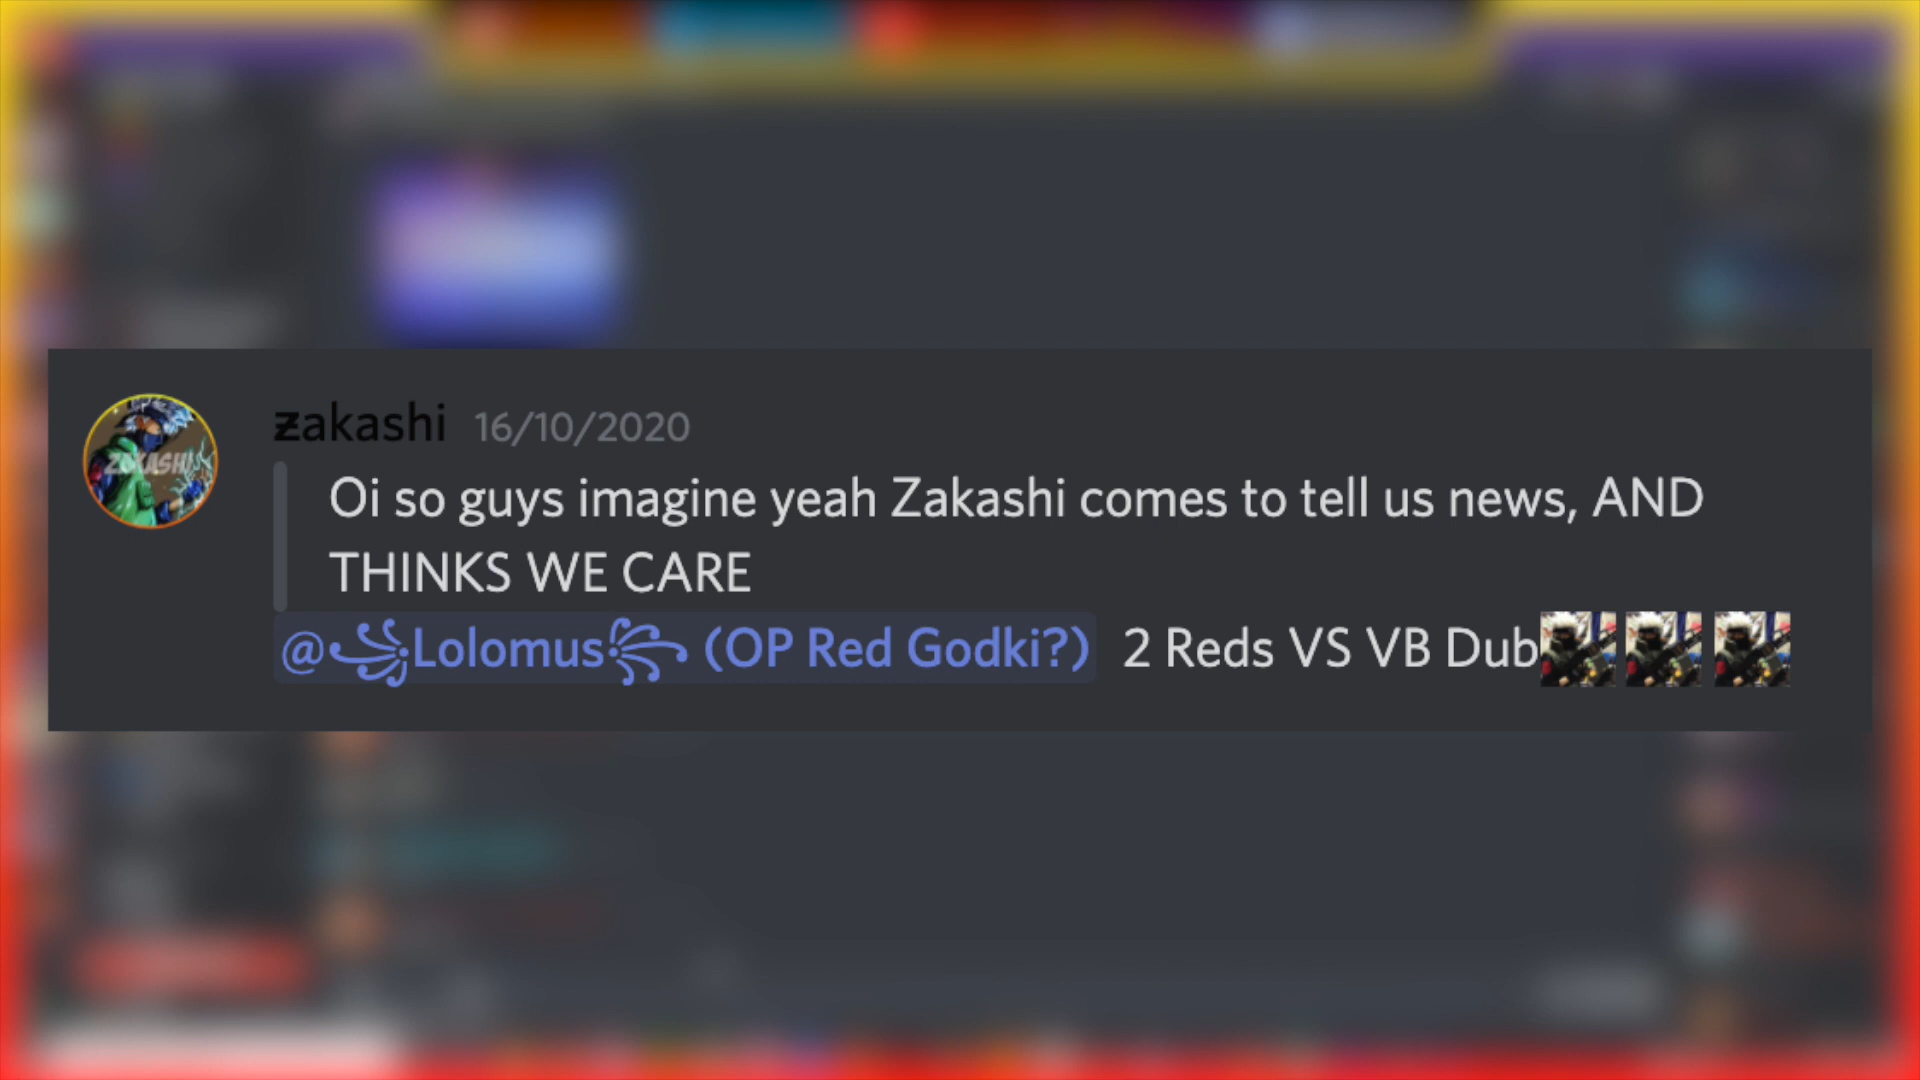 ƶakashi 16/10/2020
Oi so guys imagine yeah Zakashi comes to tell us news, AND
THINKS WE CARE
@꧁Lolomus꧂ (OP Red Godki?) 2 Reds VS VB Dub
ZAKASHI